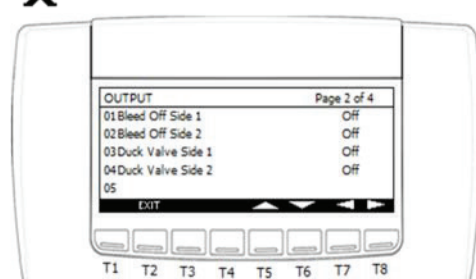 OUTPUT Page 2 of 4
01 Bleed Off Side 1 Off
02 Bleed Off Side 2 Off
03 Duck Valve Side 1 Off
04 Duck Valve Side 2 Off
05
EXIT
T1 T2 T3 T4 T5 T6 T7 T8